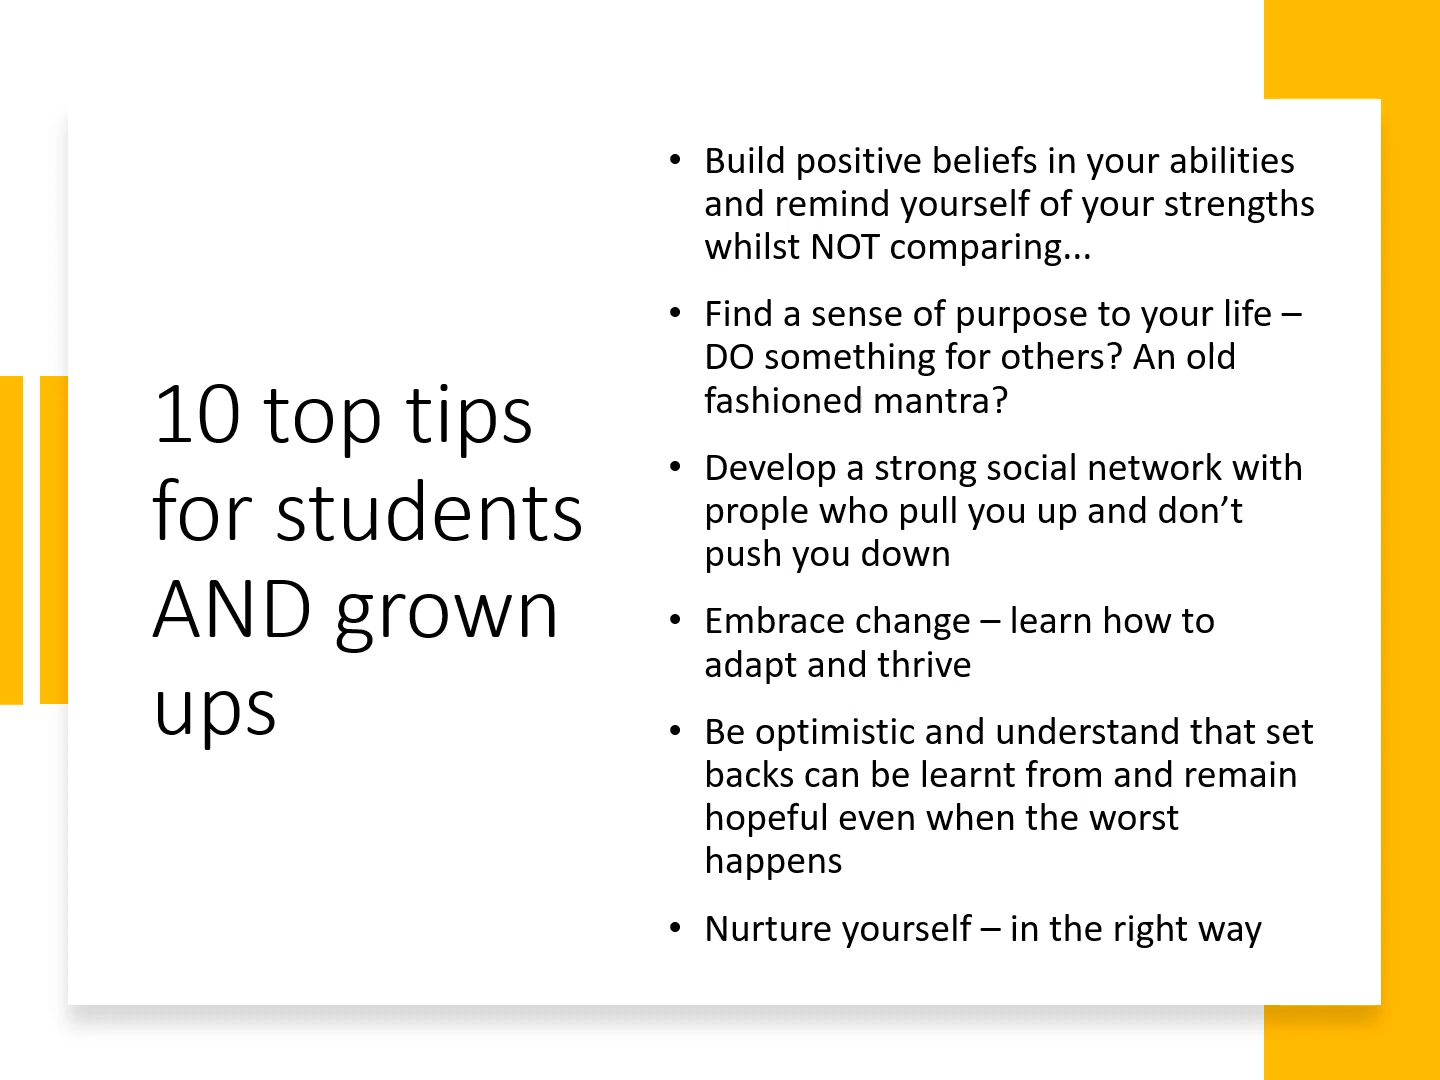 10 top tips
for students
AND grown
ups
• Build positive beliefs in your abilities
and remind yourself of your strengths
whilst NOT comparing...
• Find a sense of purpose to your life –
DO something for others? An old
fashioned mantra?
• Develop a strong social network with
prople who pull you up and don’t
push you down
• Embrace change – learn how to
adapt and thrive
• Be optimistic and understand that set
backs can be learnt from and remain
hopeful even when the worst
happens
• Nurture yourself – in the right way